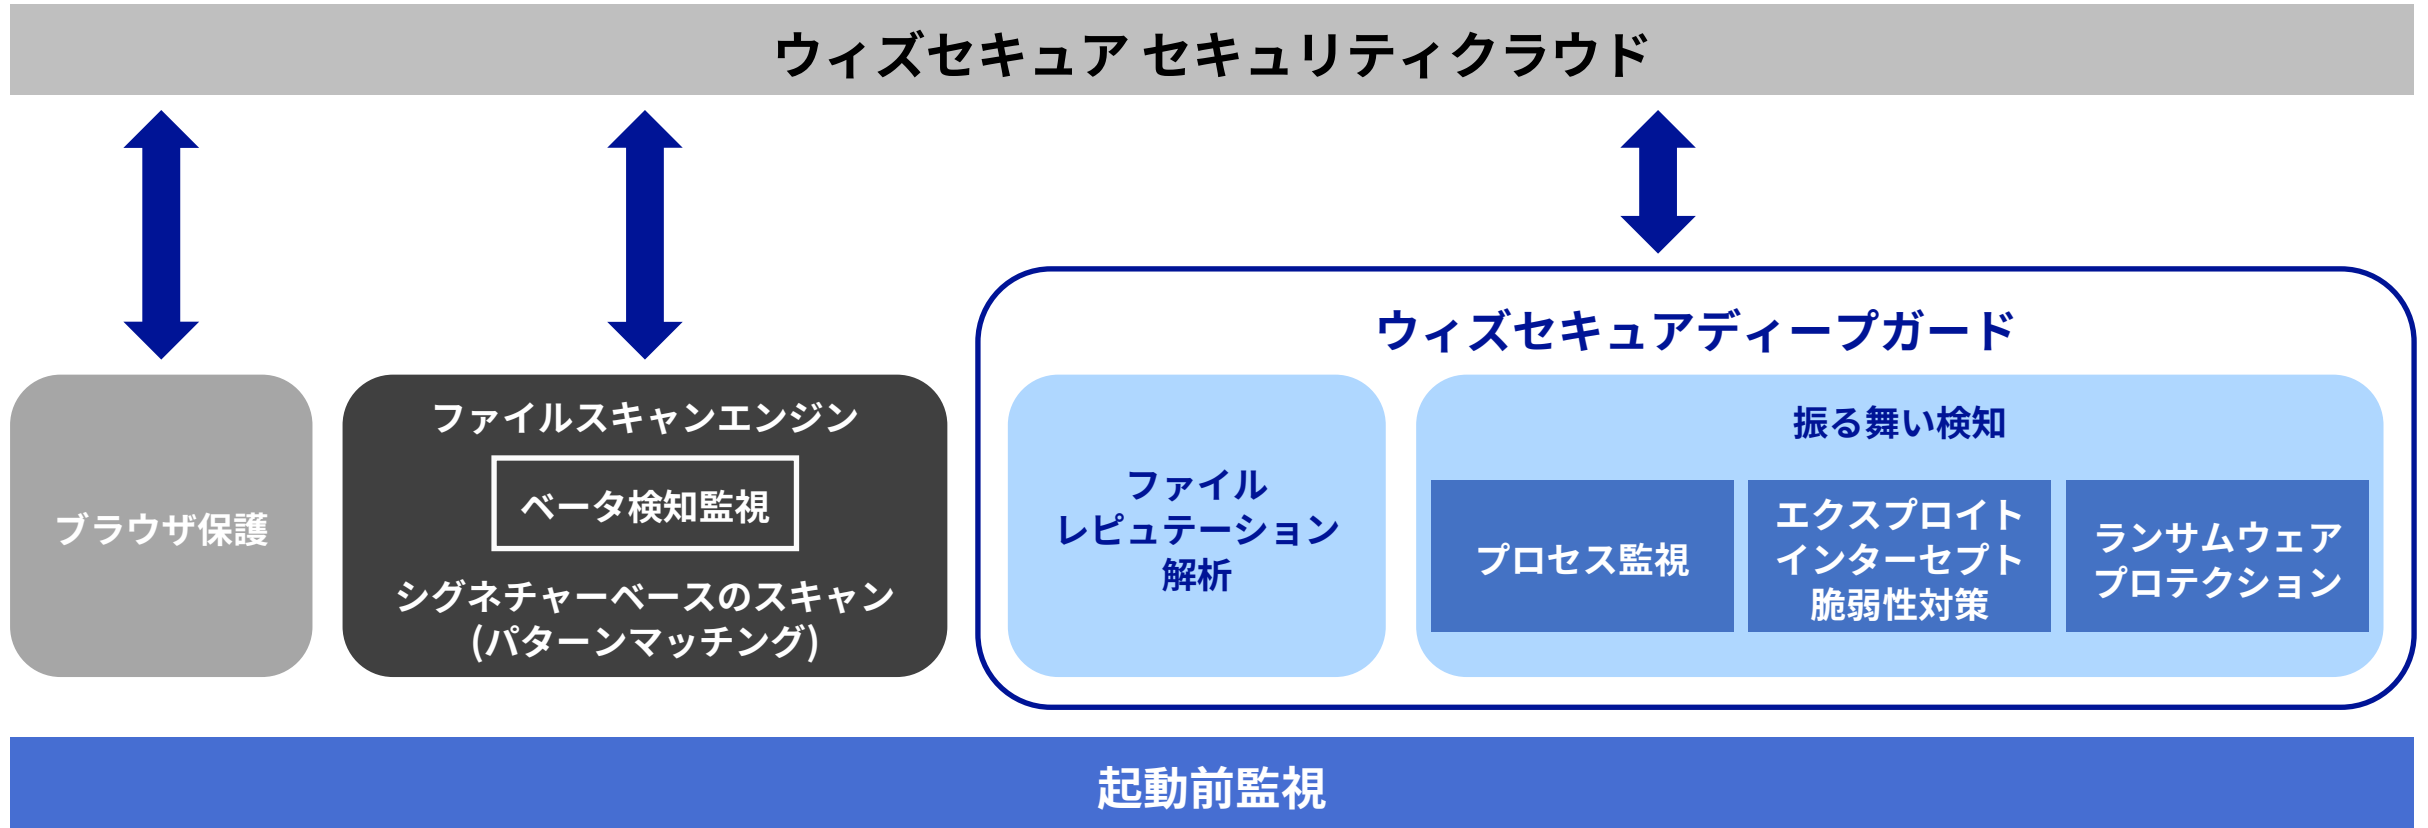 ウィズセキュア セキュリティクラウド
ウィズセキュアディープガード
ブラウザ保護
ファイルスキャンエンジン
ベータ検知監視
シグネチャーベースのスキャン
(パターンマッチング)
ファイル
レピュテーション
解析
振る舞い検知
プロセス監視
エクスプロイト
インターセプト
脆弱性対策
ランサムウェア
プロテクション
起動前監視